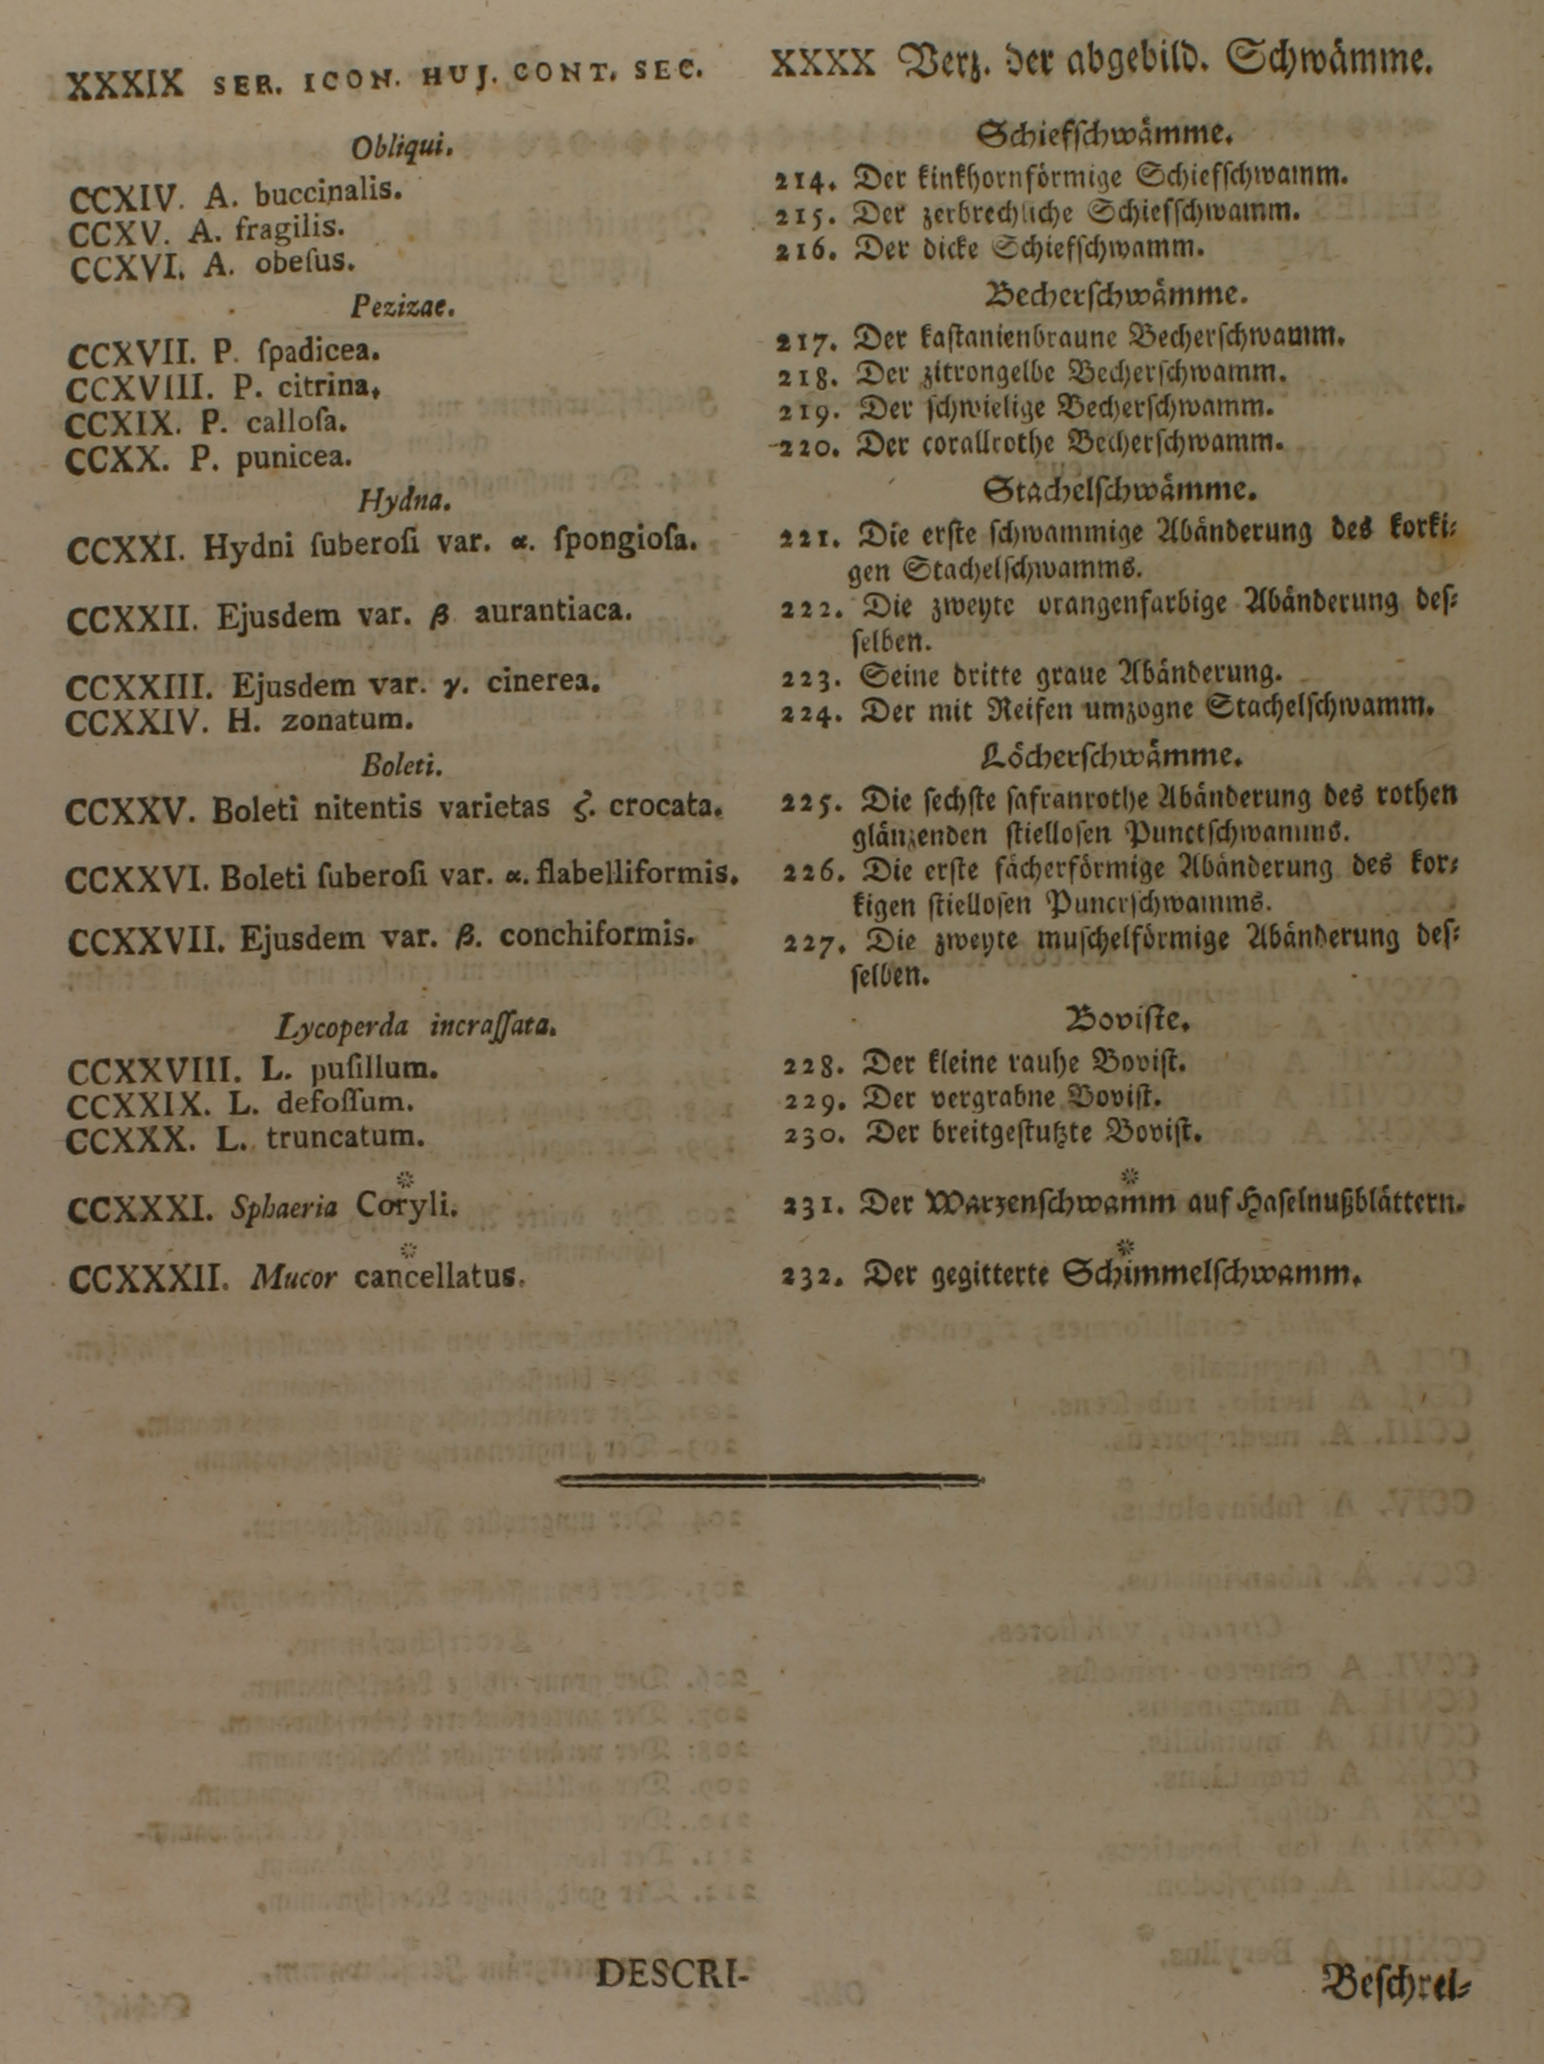 XXXIX SER. ICON. HUJ. CONT. SEC.
Obliqui.
CCXIV. A. buccinalis.
CCXV. A. fragilis.
CCXVI. A. obeſus.
Pezizae.
CCXVII. P. ſpadicea.
CCXVIII. P. citrina.
CCXIX. P. calloſa.
CCXX. P. punicea.
Hydna.
CCXXI. Hydni ſuberoſi var. α. ſpongioſa.
CCXXII. Ejusdem var. β aurantiaca.
CCXXIII. Ejusdem var. γ. cinerea.
CCXXIV. H. zonatum.
Boleti.
CCXXV. Boleti nitentis varietas ζ. crocata.
CCXXVI. Boleti ſuberoſi var. α. flabelliformis.
CCXXVII. Ejusdem var. β. conchiformis.
Lycoperda incraſſata.
CCXXVIII. L. puſillum.
CCXXIX. L. defoſſum.
CCXXX. L. truncatum.
*
CCXXXI. Sphaeria Coryli.
*
CCXXXII. Mucor cancellatus.
DESCRI-
XXXX Verz. der abgebild. Schwämme.
Schiefſchwämme.
214. Der kinkhornförmige Schiefſchwamm.
215. Der zerbrechliche Schiefſchwamm.
216. Der dicke Schiefſchwamm.
Becherſchwämme.
217. Der kaſtanienbraune Becherſchwamm.
218. Der zitrongelbe Becherſchwamm.
219. Der ſchwielige Becherſchwamm.
220. Der corallrothe Becherſchwamm.
Stachelſchwämme.
221. Die erſte ſchwammige Abänderung des korki⸗
gen Stachelſchwamms.
222. Die zweyte orangenfarbige Abänderung deſ⸗
ſelben.
223. Seine dritte graue Abänderung.
224. Der mit Reifen umzogne Stachelſchwamm.
Löcherſchwämme.
225. Die ſechſte ſafranrothe Abänderung des rothen
glänzenden ſtielloſen Punctſchwamms.
226. Die erſte fächerförmige Abänderung des kor⸗
kigen ſtielloſen Punctſchwamms.
227. Die zweyte muſchelförmige Abänderung deſ⸗
ſelben.
Boviſte.
228. Der kleine rauhe Boviſt.
229. Der vergrabne Boviſt.
230. Der breitgeſtutzte Boviſt.
*
231. Der Warzenſchwamm auf Haſelnußblättern.
*
232. Der gegitterte Schimmelſchwamm.
Beſchrei⸗